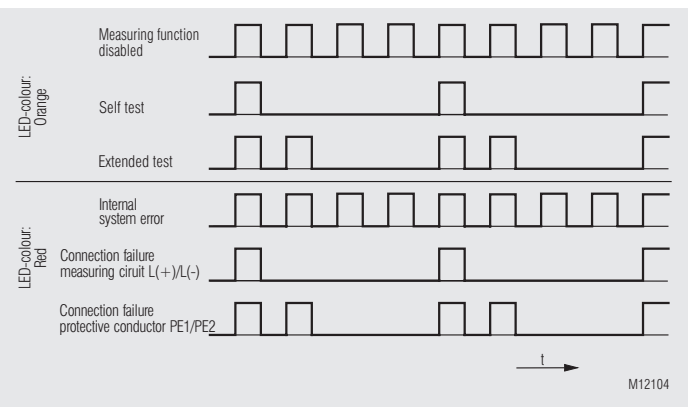 LED-colour:
Orange
Measuring function
disabled
Self test
Extended test
LED-colour:
Red
Internal
system error
Connection failure
measuring ciruit L(+)/L(-)
Connection failure
protective conductor PE1/PE2
t
M12104